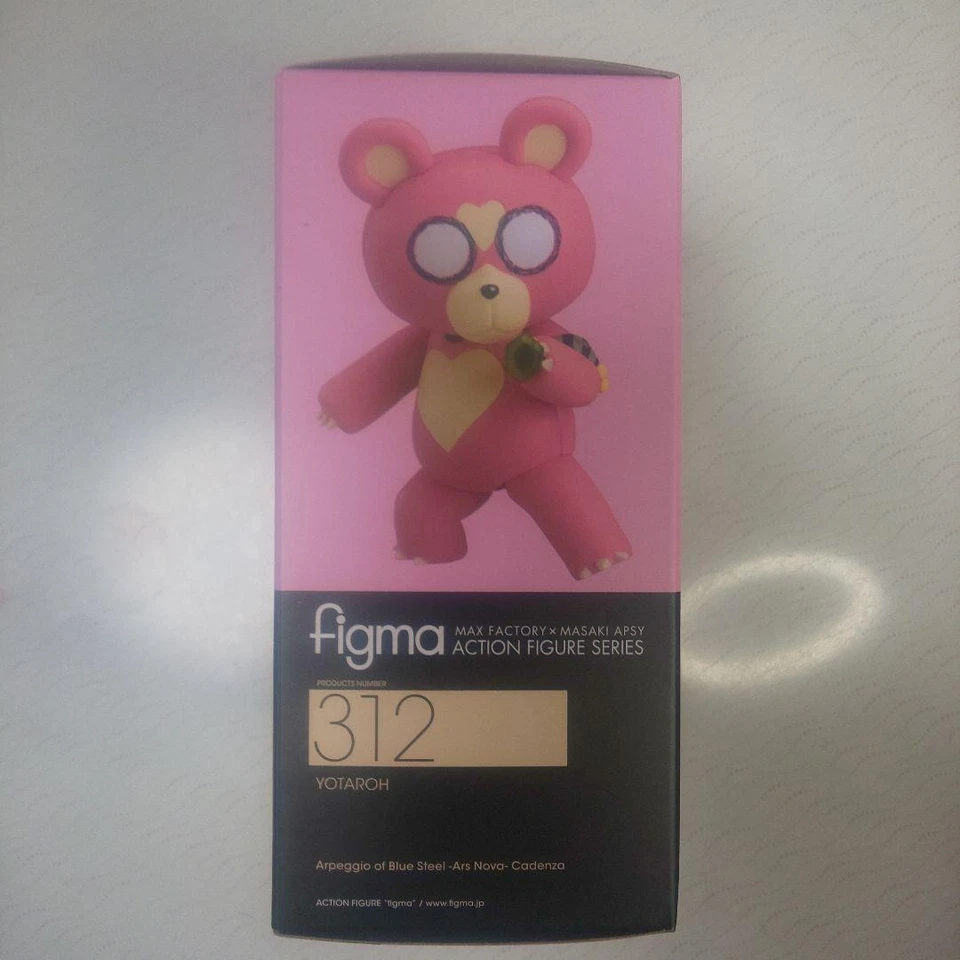 figma
MAX FACTORY × MASAKI APSY
ACTION FIGURE SERIES
PRODUCTS NUMBER
312
YOTAROH
Arpeggio of Blue Steel -Ars Nova- Cadenza
ACTION FIGURE "figma" / www.figma.jp